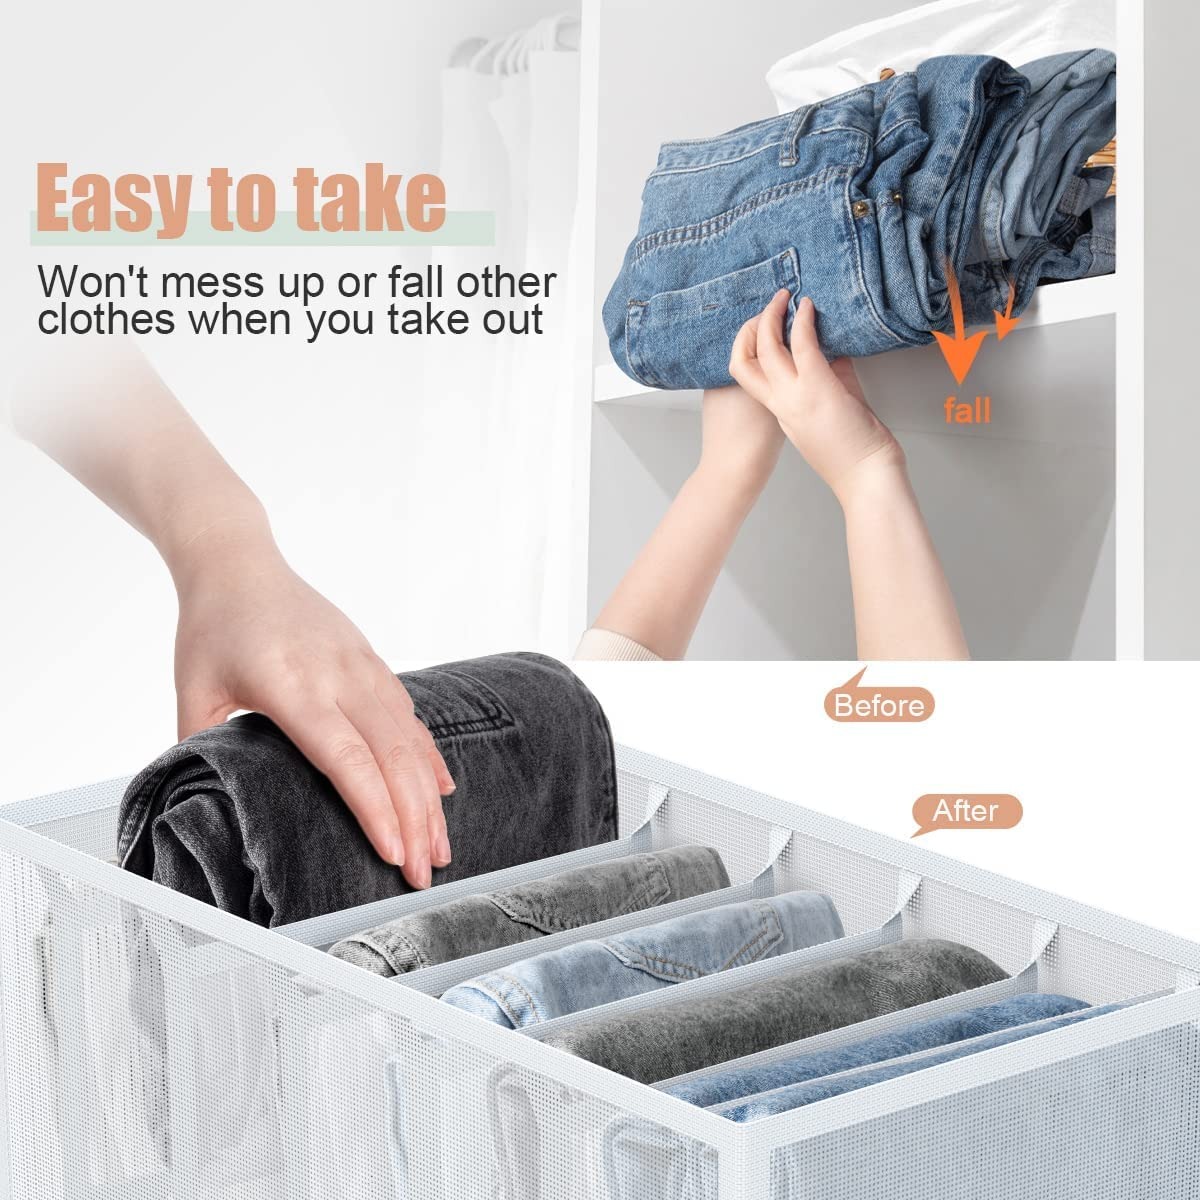 Easy to take
Won't mess up or fall other
clothes when you take out
fall
Before
After